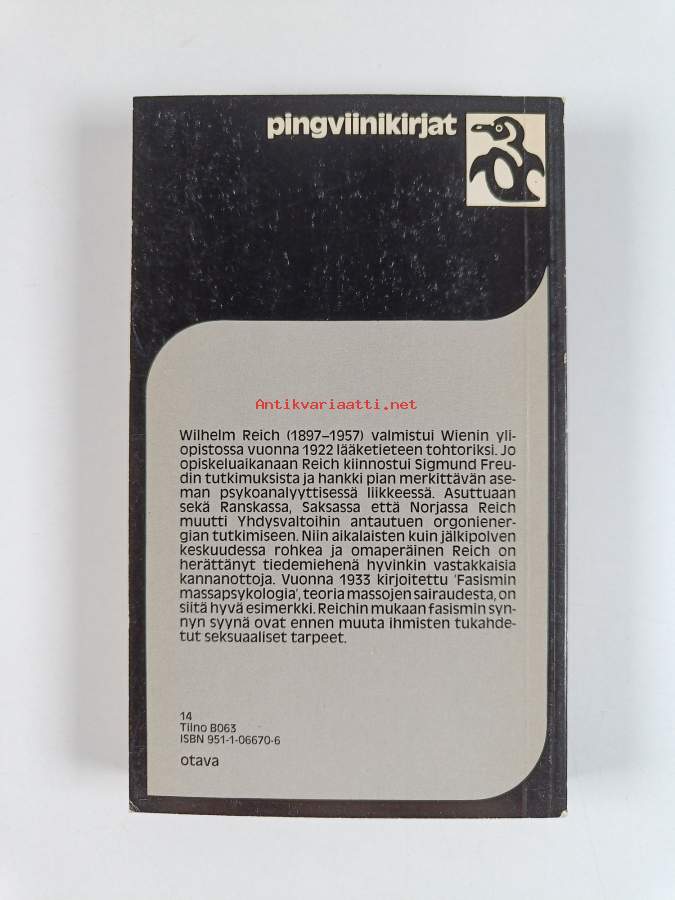 pingviinikirjat
Antikvariaatti.net
Wilhelm Reich (1897–1957) valmistui Wienin yli-
opistossa vuonna 1922 lääketieteen tohtoriksi. Jo
opiskeluaikanaan Reich kiinnostui Sigmund Freu-
din tutkimuksista ja hankki pian merkittävän ase-
man psykoanalyyttisessä liikkeessä. Asuttuaan
sekä Ranskassa, Saksassa että Norjassa Reich
muutti Yhdysvaltoihin antautuen orgoniener-
gian tutkimiseen. Niin aikalaisten kuin jälkipolven
keskuudessa rohkea ja omaperäinen Reich on
herättänyt tiedemiehenä hyvinkin vastakkaisia
kannanottoja. Vuonna 1933 kirjoitettu 'Fasismin
massapsykologia', teoria massojen sairaudesta, on
siitä hyvä esimerkki. Reichin mukaan fasismin syn-
nyn syynä ovat ennen muuta ihmisten tukahde-
tut seksuaaliset tarpeet.
14
Tilno B063
ISBN 951-1-06670-6
otava